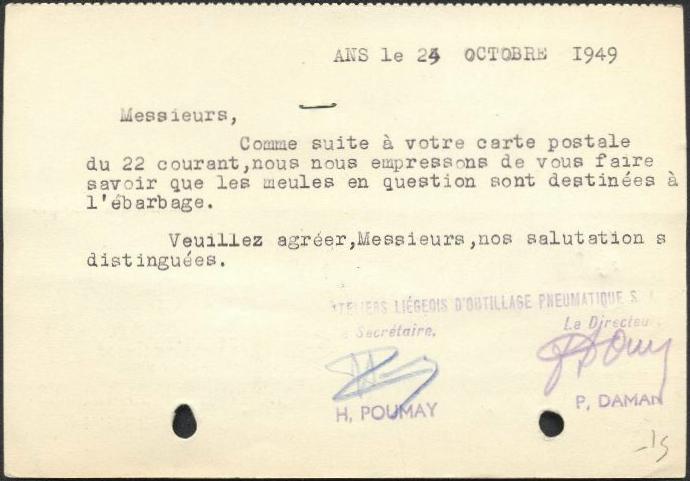 ANS le 24 OCTOBRE I949
Messieurs,
Comme suite à votre carte postale
du 22 courant,nous nous empressons de vous faire
savoir que les meules en question sont destinées à
l'ébarbage.
Veuillez agréer,Messieurs,nos salutation s
distinguées.
ATELIERS LIÉGEOIS D'OUTILLAGE PNEUMATIQUE S.
Secrétaire. Le Directeu
H. POUMAY P. DAMAN